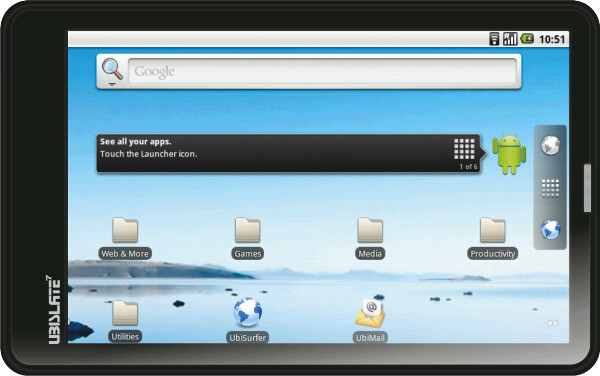 10:51
Google
See all your apps.
Touch the Launcher icon.
1 of 6
Web & More
Games
Media
Productivity
Utilities
UbiSurfer
UbiMail
UBISLATE7